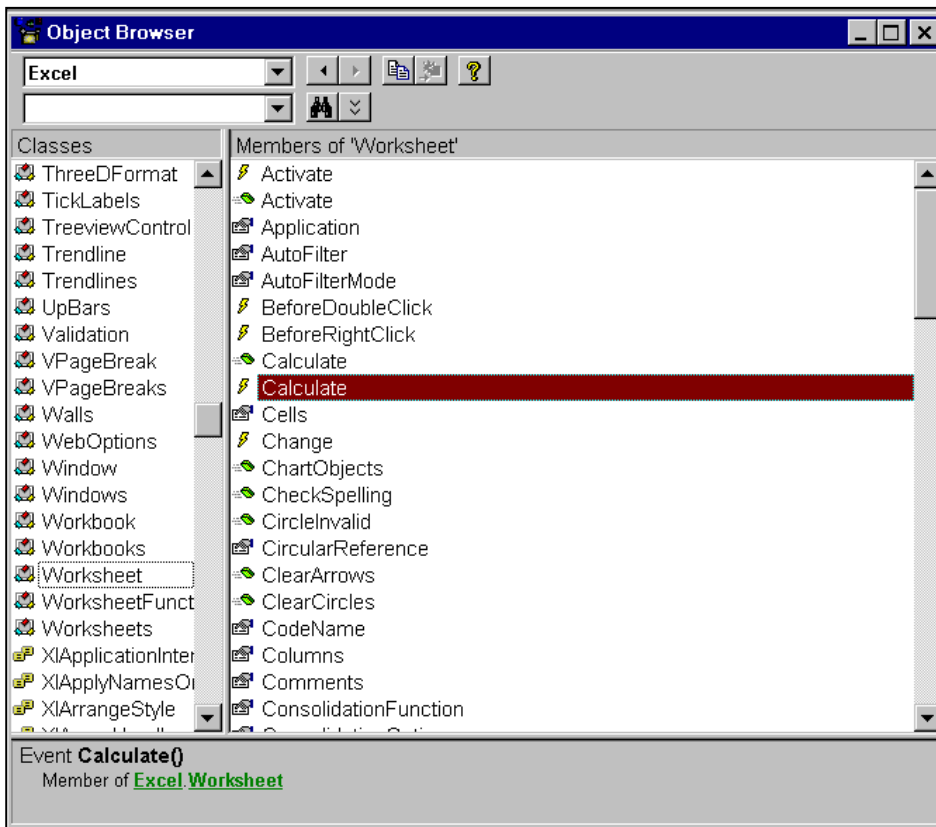 Object Browser
Excel
Classes
ThreeDFormat
TickLabels
TreeviewControl
Trendline
Trendlines
UpBars
Validation
VPageBreak
VPageBreaks
Walls
WebOptions
Window
Windows
Workbook
Workbooks
Worksheet
WorksheetFunct
Worksheets
XlApplicationInter
XlApplyNamesOr
XlArrangeStyle
Members of 'Worksheet'
Activate
Activate
Application
AutoFilter
AutoFilterMode
BeforeDoubleClick
BeforeRightClick
Calculate
Calculate
Cells
Change
ChartObjects
CheckSpelling
CircleInvalid
CircularReference
ClearArrows
ClearCircles
CodeName
Columns
Comments
ConsolidationFunction
Event Calculate()
Member of Excel.Worksheet